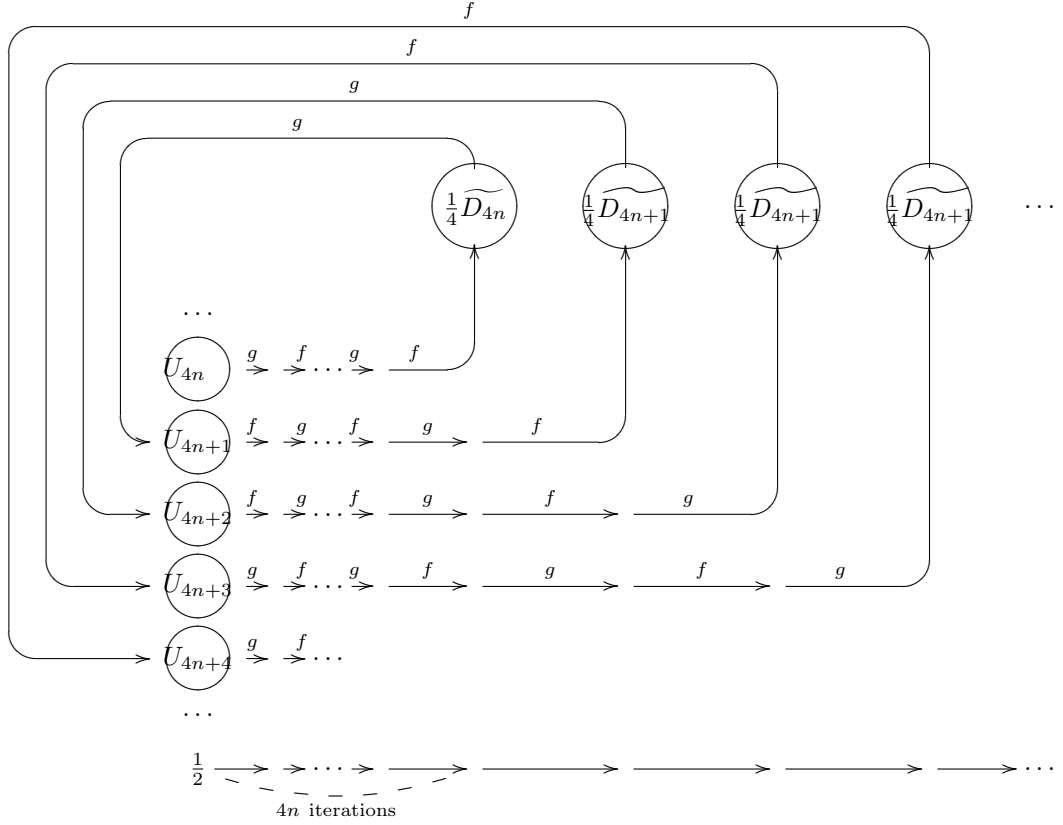 f
f
g
g
1/4 D̃_{4n} 1/4 D̃_{4n+1} 1/4 D̃_{4n+1} 1/4 D̃_{4n+1} ⋯
⋯
U_{4n} g f ⋯ g f
U_{4n+1} f g ⋯ f g f
U_{4n+2} f g ⋯ f g f g
U_{4n+3} g f ⋯ g f g f g
U_{4n+4} g f ⋯
⋯
1/2 ⋯ ⋯
4n iterations